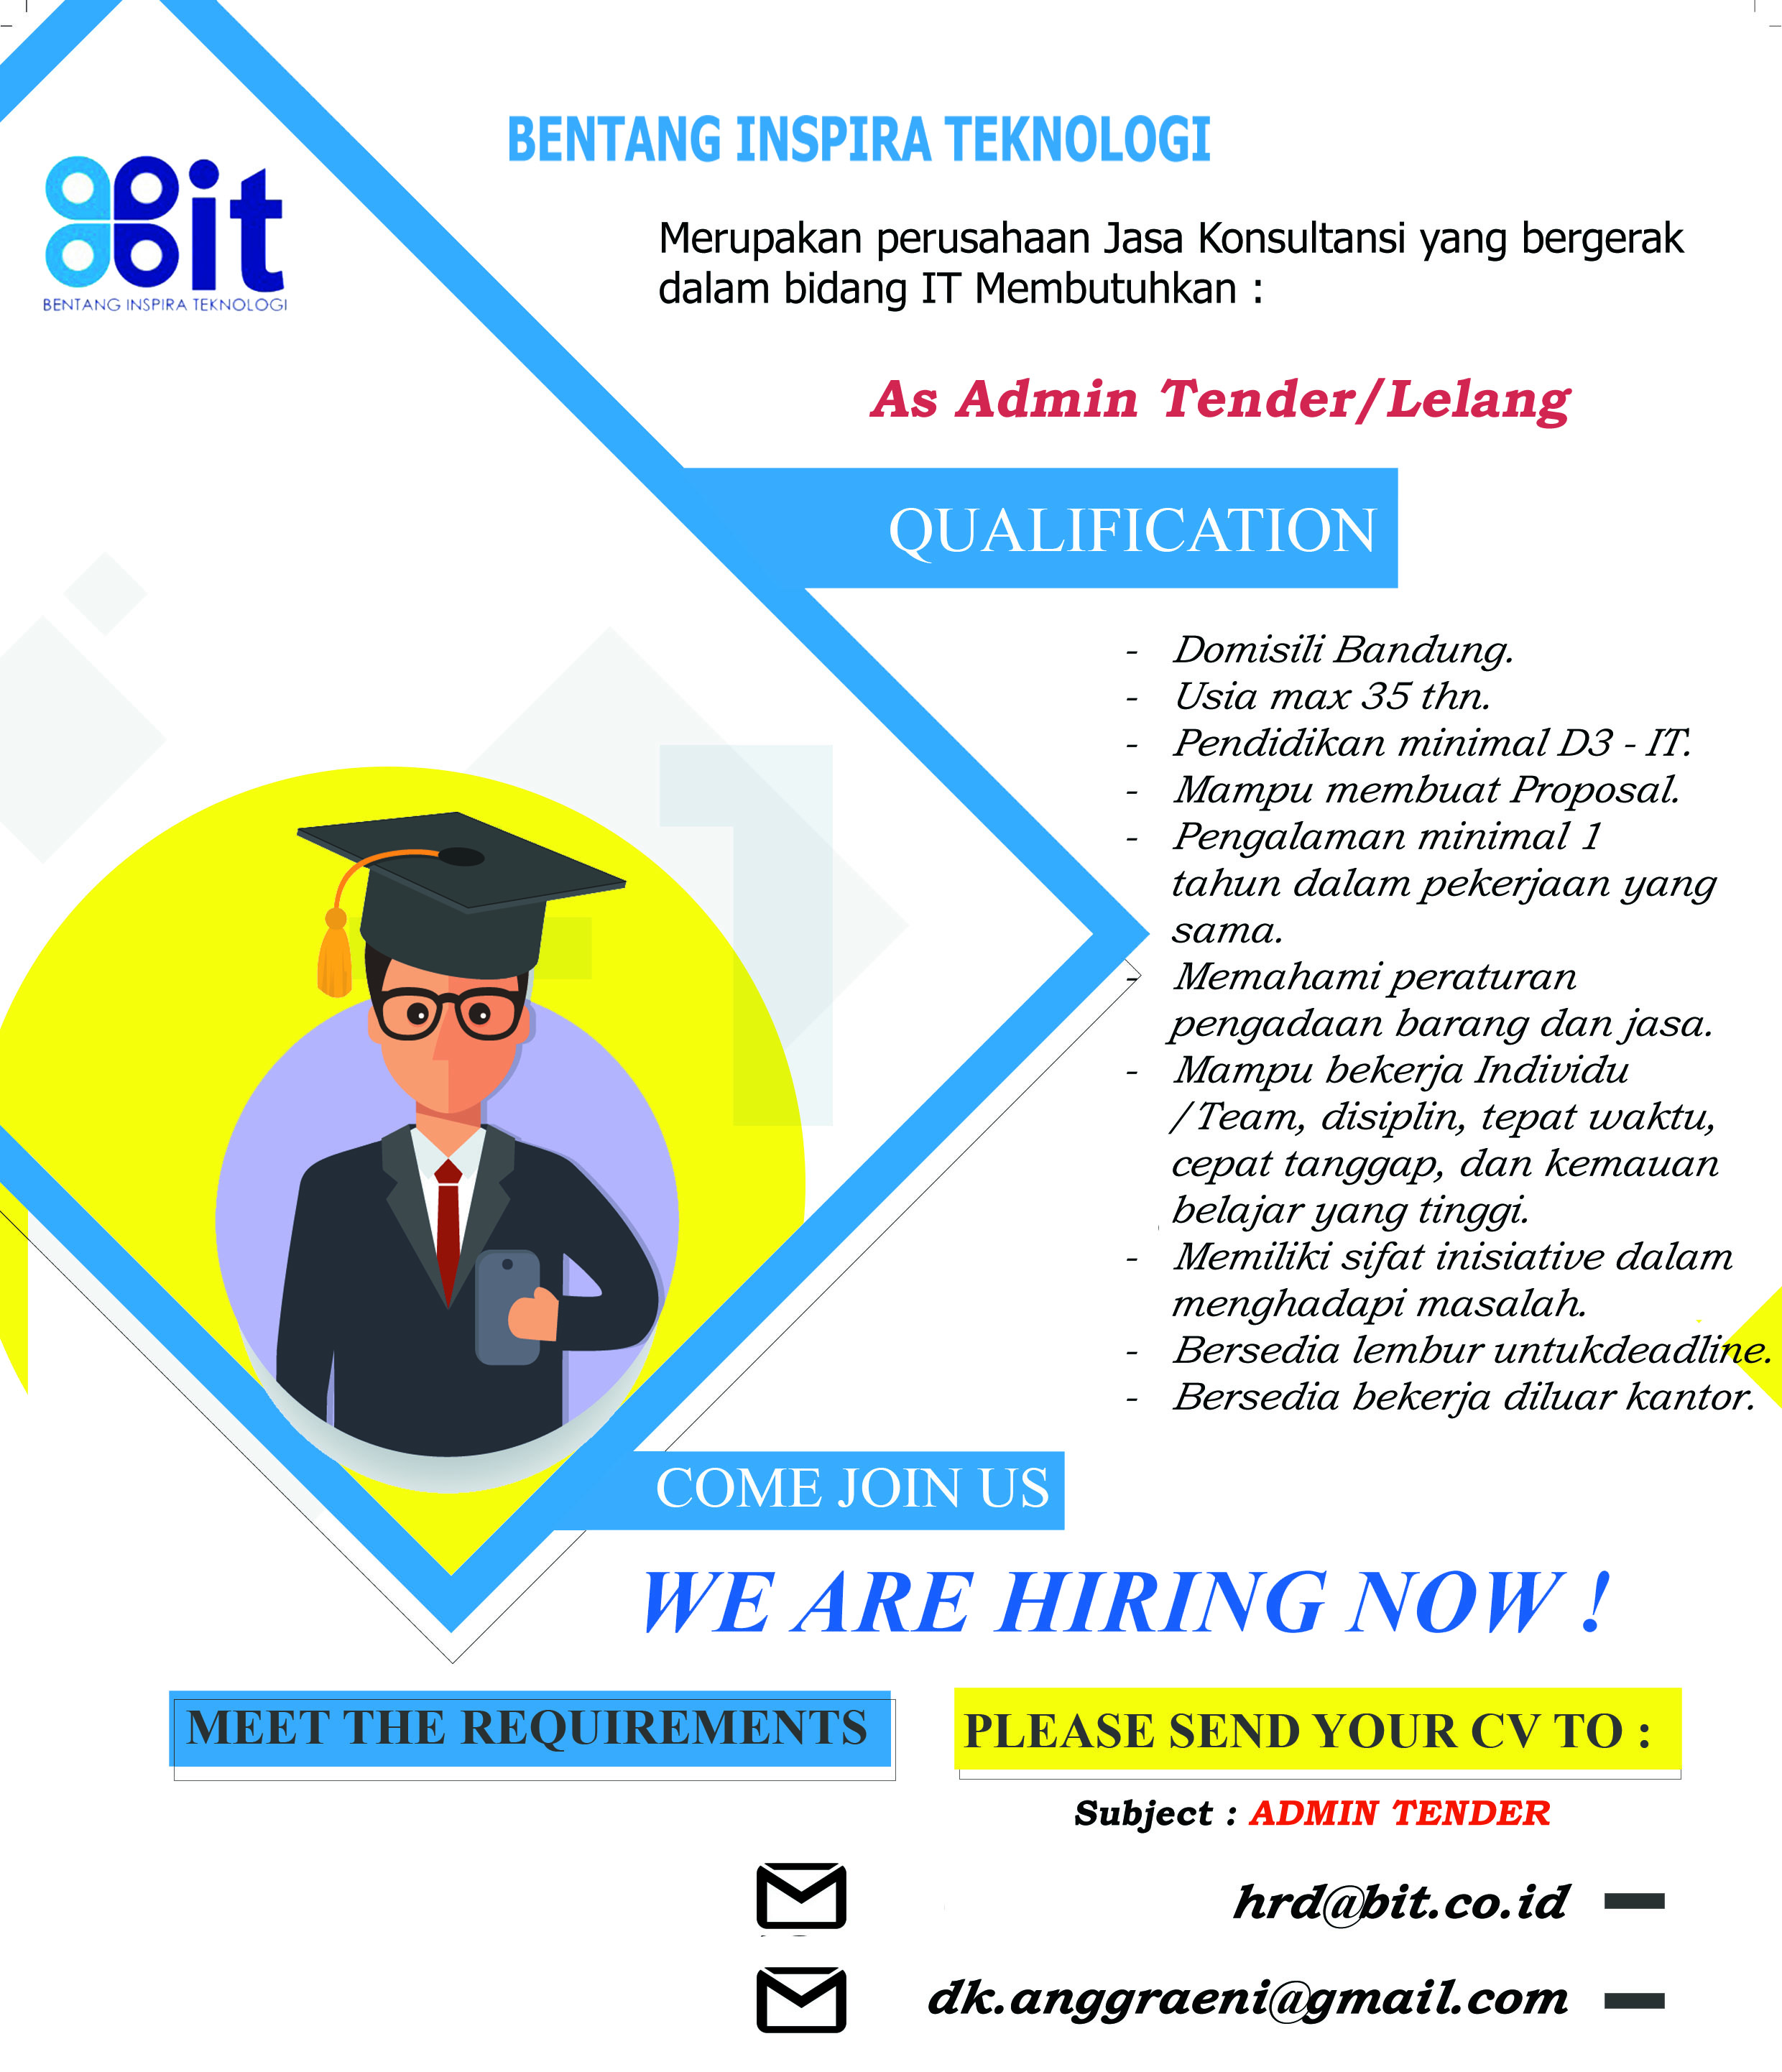 BENTANG INSPIRA TEKNOLOGI
bit
BENTANG INSPIRA TEKNOLOGI
Merupakan perusahaan Jasa Konsultansi yang bergerak
dalam bidang IT Membutuhkan :
As Admin Tender/Lelang
QUALIFICATION
- Domisili Bandung.
- Usia max 35 thn.
- Pendidikan minimal D3 - IT.
- Mampu membuat Proposal.
- Pengalaman minimal 1
tahun dalam pekerjaan yang
sama.
- Memahami peraturan
pengadaan barang dan jasa.
- Mampu bekerja Individu
/Team, disiplin, tepat waktu,
cepat tanggap, dan kemauan
belajar yang tinggi.
- Memiliki sifat inisiative dalam
menghadapi masalah.
- Bersedia lembur untukdeadline.
- Bersedia bekerja diluar kantor.
COME JOIN US
WE ARE HIRING NOW !
MEET THE REQUIREMENTS
PLEASE SEND YOUR CV TO :
Subject : ADMIN TENDER
hrd@bit.co.id
dk.anggraeni@gmail.com